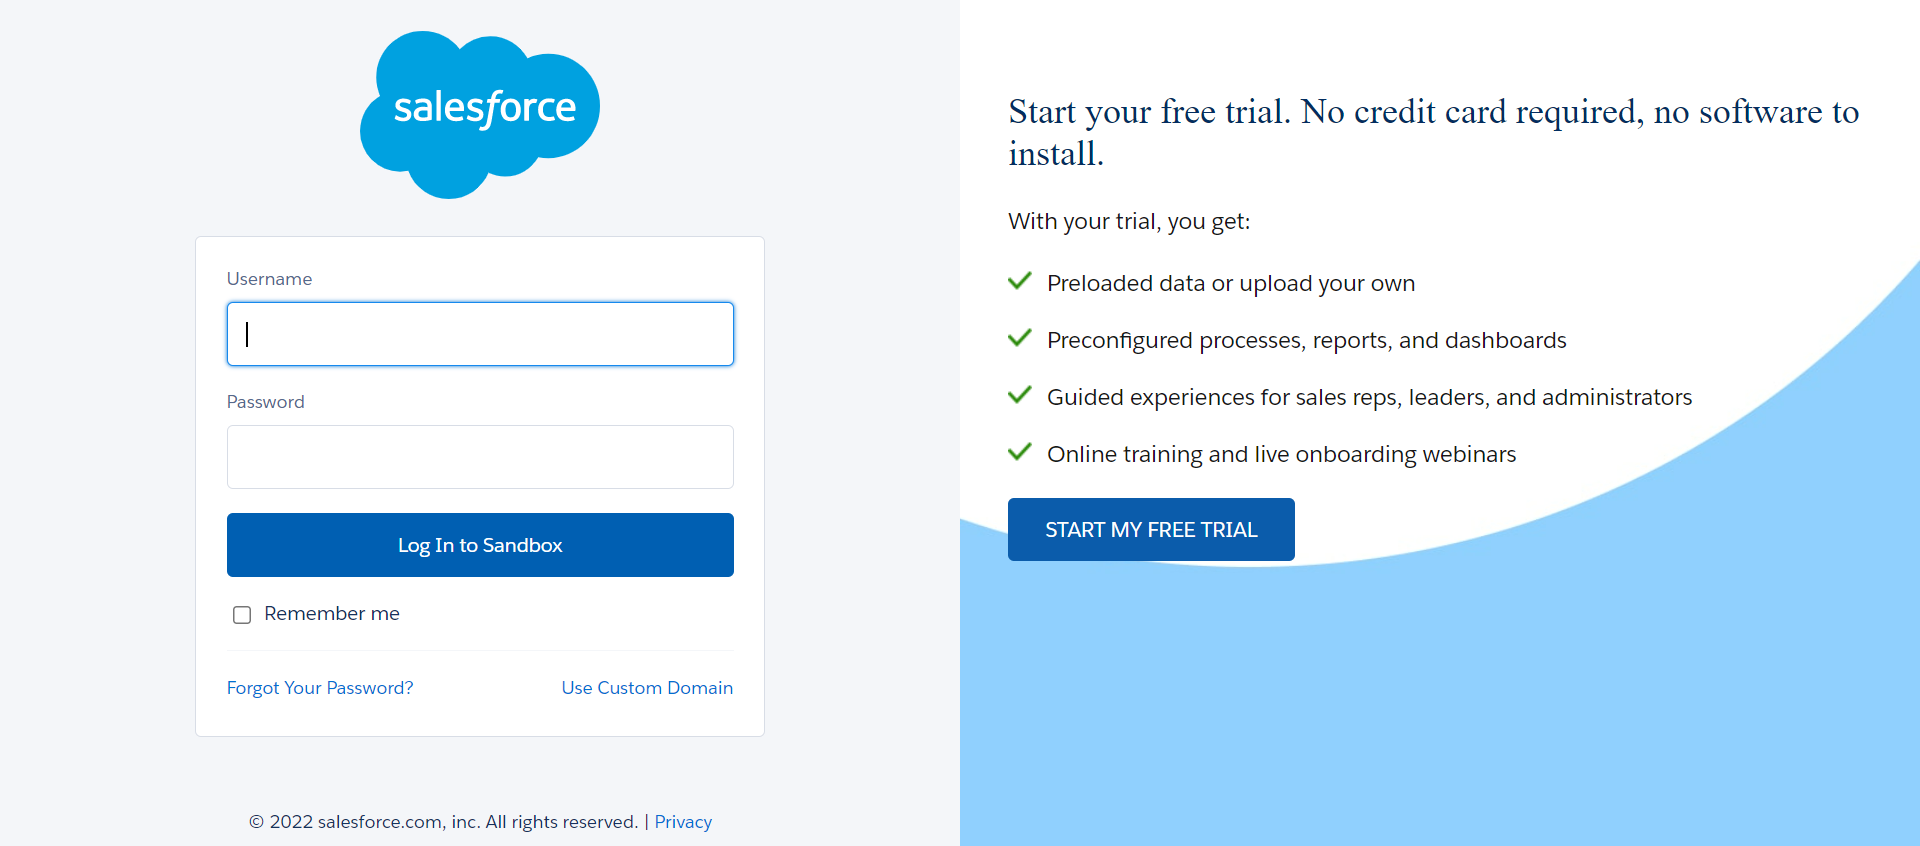 salesforce
Username
Password
Log In to Sandbox
Remember me
Forgot Your Password?
Use Custom Domain
© 2022 salesforce.com, inc. All rights reserved. | Privacy
Start your free trial. No credit card required, no software to
install.
With your trial, you get:
Preloaded data or upload your own
Preconfigured processes, reports, and dashboards
Guided experiences for sales reps, leaders, and administrators
Online training and live onboarding webinars
START MY FREE TRIAL